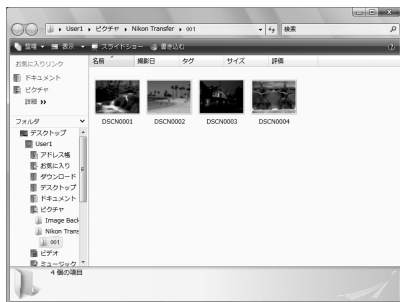 User1 ▸ ピクチャ ▸ Nikon Transfer ▸ 001
検索
整理 表示 スライドショー 書き込む
お気に入りリンク
ドキュメント
ピクチャ
詳細 »
名前 撮影日 タグ サイズ 評価
DSCN0001 DSCN0002 DSCN0003 DSCN0004
フォルダ
デスクトップ
User1
アドレス帳
お気に入り
ダウンロード
デスクトップ
ドキュメント
ピクチャ
Image Back
Nikon Trans
001
ビデオ
ミュージック
4 個の項目